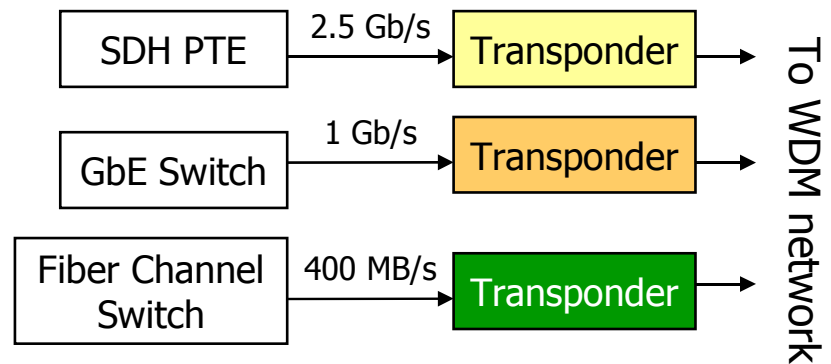 SDH PTE
2.5 Gb/s
Transponder
GbE Switch
1 Gb/s
Transponder
Fiber Channel
Switch
400 MB/s
Transponder
To WDM network